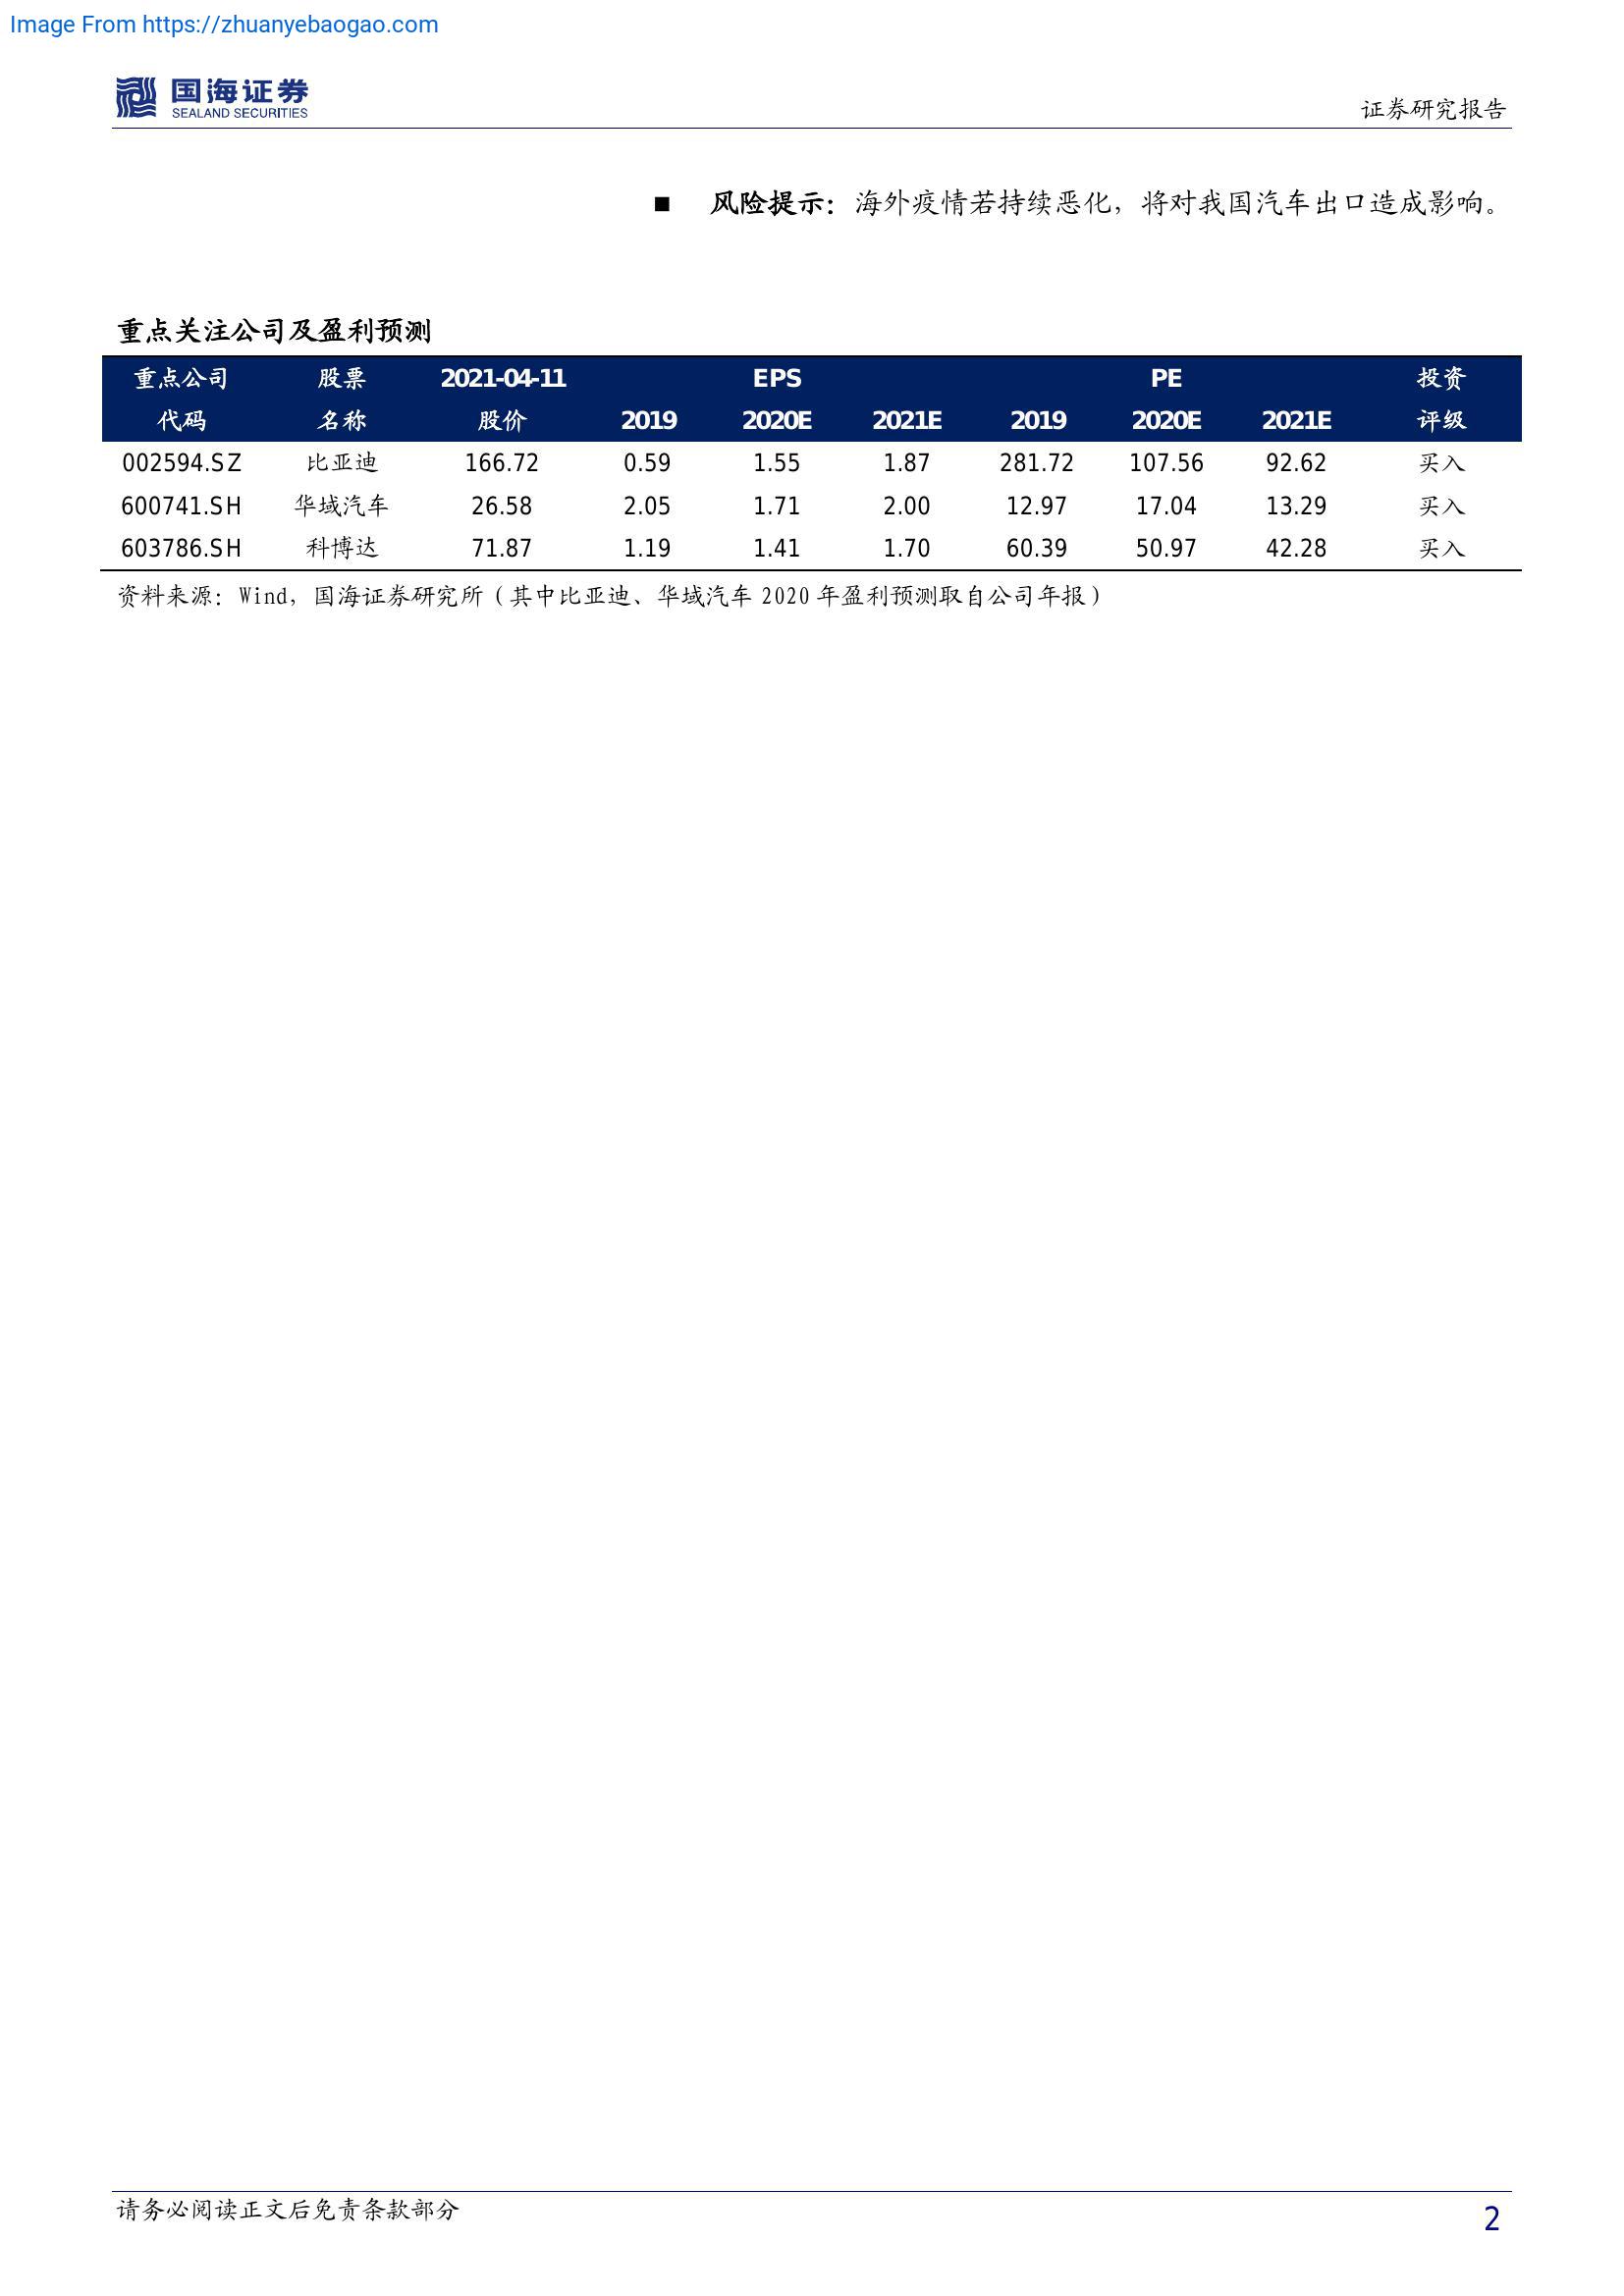 Image From https://zhuanyebaogao.com
国海证券
SEALAND SECURITIES
证券研究报告
■ 风险提示：海外疫情若持续恶化，将对我国汽车出口造成影响。
重点关注公司及盈利预测
重点公司 股票 2021-04-11 EPS PE 投资
代码 名称 股价 2019 2020E 2021E 2019 2020E 2021E 评级
002594.SZ 比亚迪 166.72 0.59 1.55 1.87 281.72 107.56 92.62 买入
600741.SH 华域汽车 26.58 2.05 1.71 2.00 12.97 17.04 13.29 买入
603786.SH 科博达 71.87 1.19 1.41 1.70 60.39 50.97 42.28 买入
资料来源：Wind，国海证券研究所（其中比亚迪、华域汽车 2020 年盈利预测取自公司年报）
请务必阅读正文后免责条款部分
2